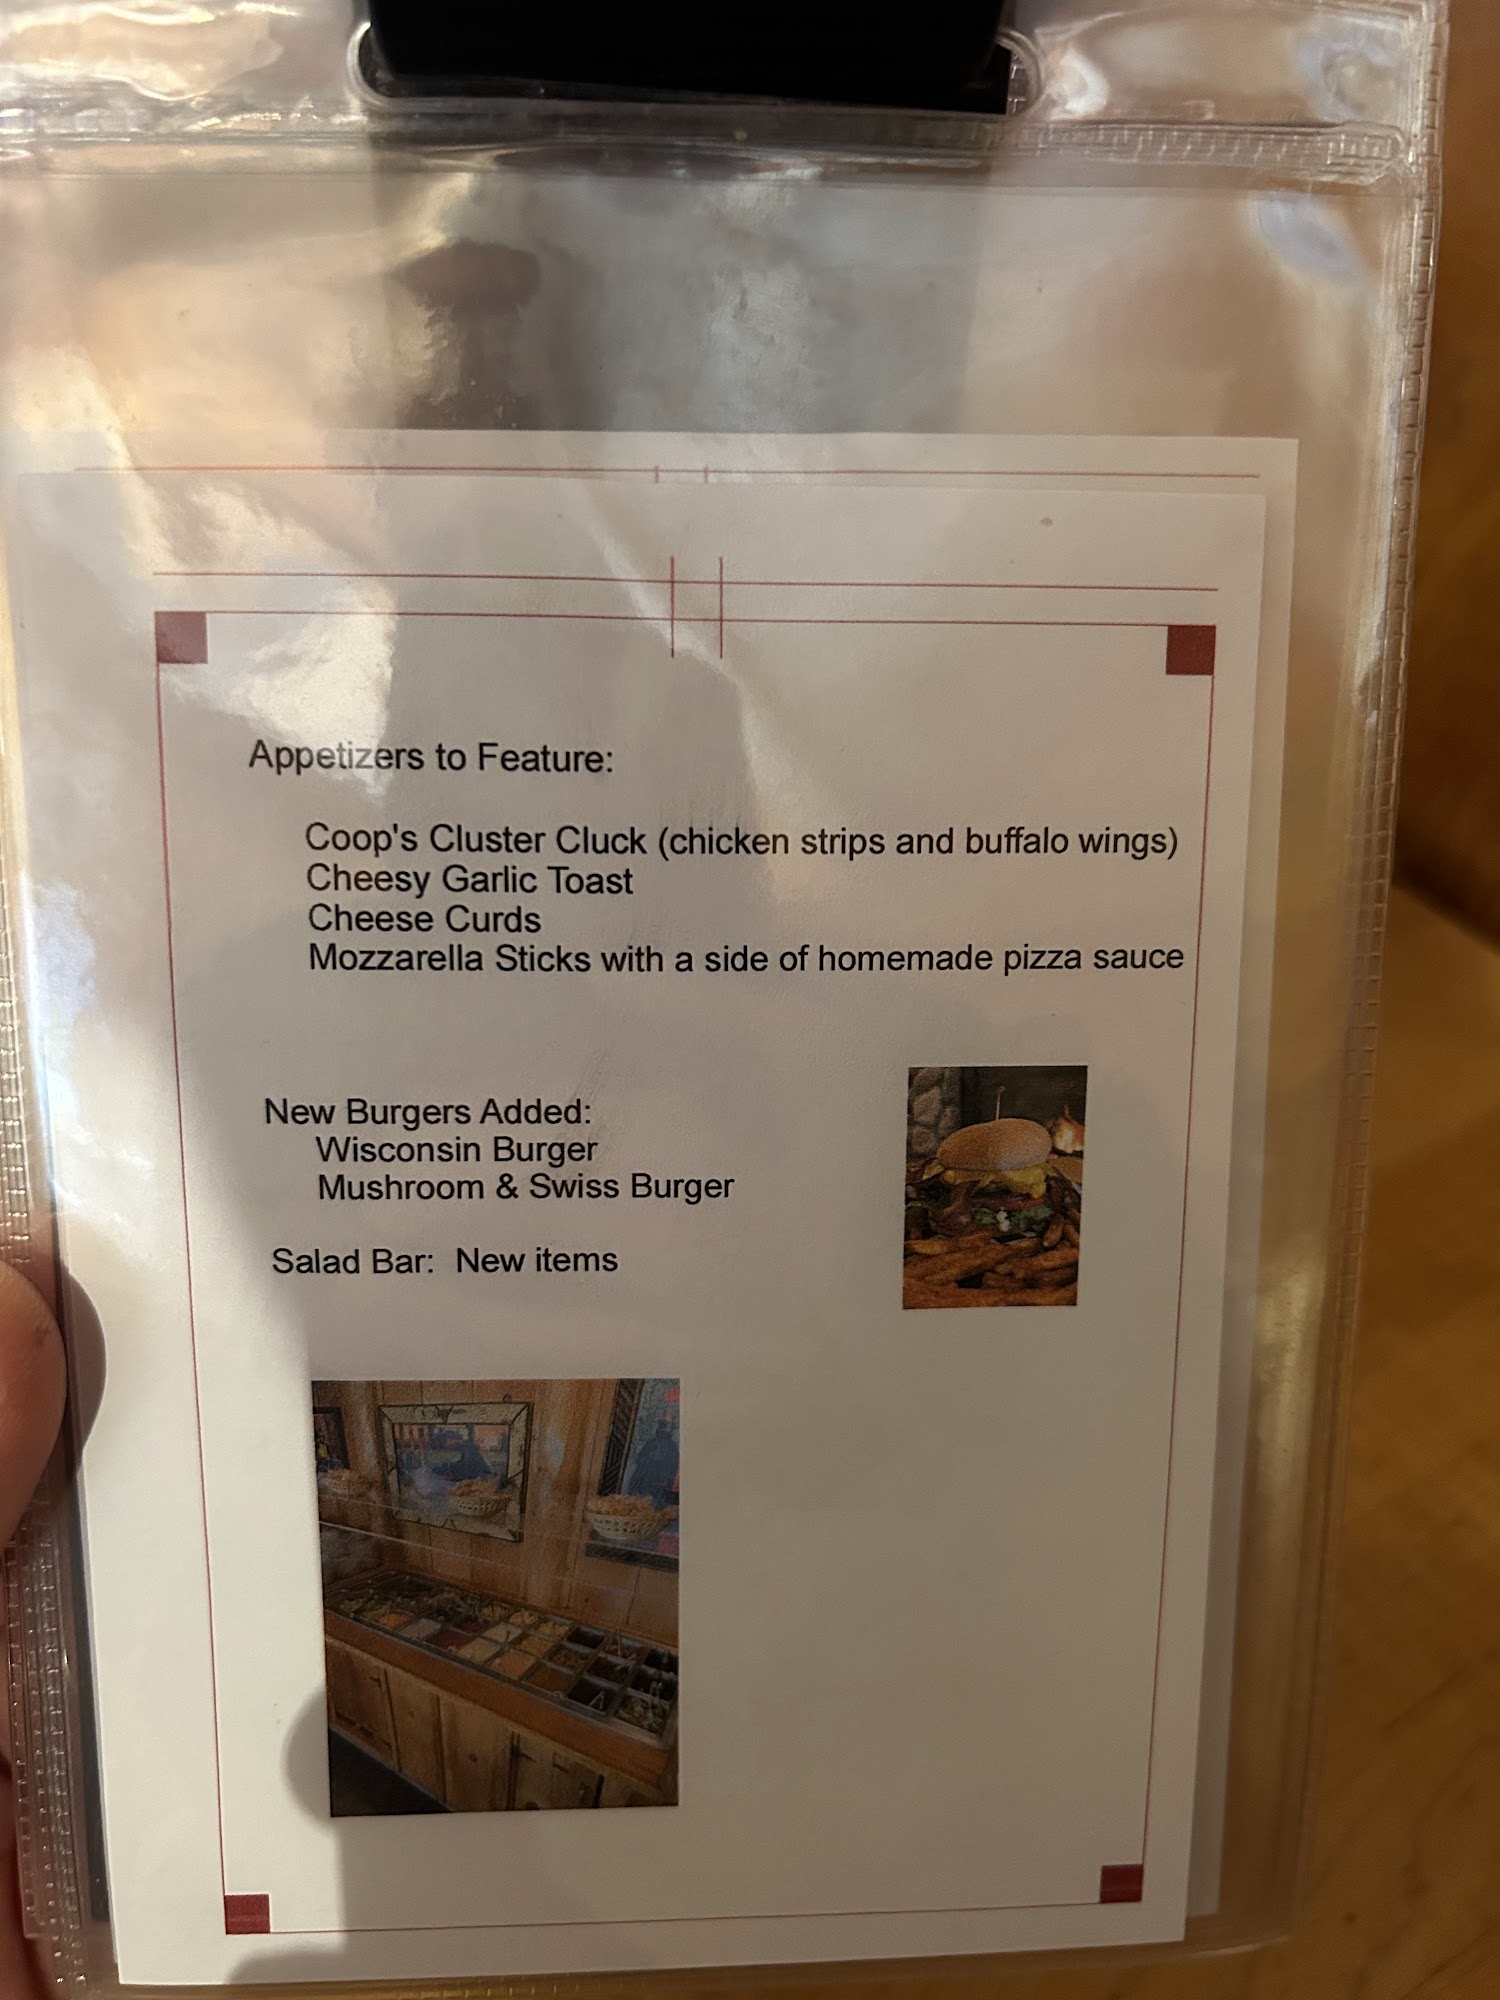 Appetizers to Feature:
Coop's Cluster Cluck (chicken strips and buffalo wings)
Cheesy Garlic Toast
Cheese Curds
Mozzarella Sticks with a side of homemade pizza sauce
New Burgers Added:
Wisconsin Burger
Mushroom & Swiss Burger
Salad Bar: New items